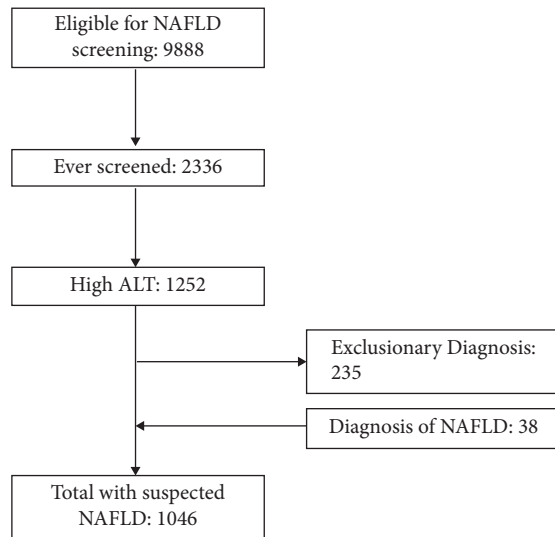 Eligible for NAFLD
screening: 9888
Ever screened: 2336
High ALT: 1252
Exclusionary Diagnosis:
235
Diagnosis of NAFLD: 38
Total with suspected
NAFLD: 1046